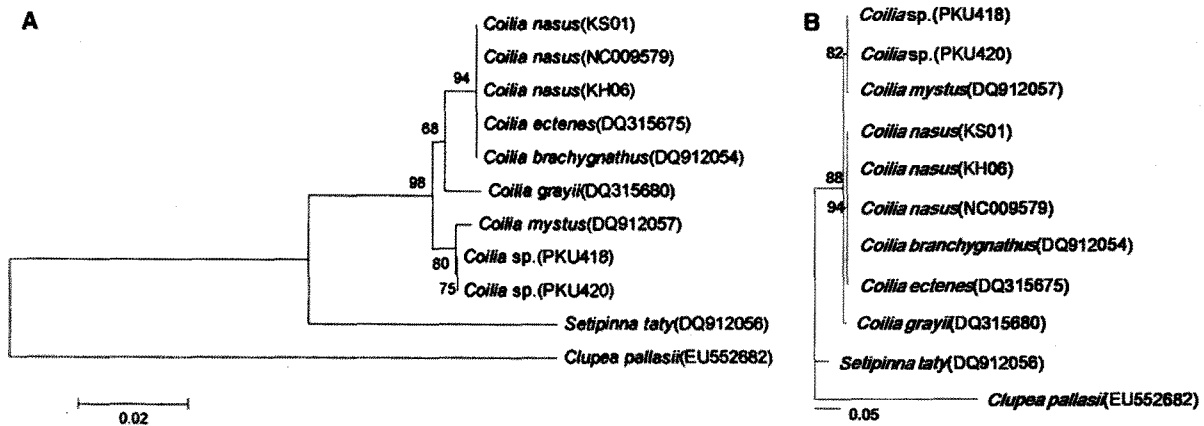 A
Coilia nasus(KS01)
Coilia nasus(NC009579)
94
Coilia nasus(KH06)
Coilia ectenes(DQ315675)
68
Coilia brachygnathus(DQ912054)
98
Coilia grayii(DQ315680)
Coilia mystus(DQ912057)
80
Coilia sp.(PKU418)
75
Coilia sp.(PKU420)
Setipinna taty(DQ912056)
Clupea pallasii(EU552682)
0.02
B
Coilia sp.(PKU418)
82
Coilia sp.(PKU420)
Coilia mystus(DQ912057)
Coilia nasus(KS01)
88
Coilia nasus(KH06)
94
Coilia nasus(NC009579)
Coilia branchygnathus(DQ912054)
Coilia ectenes(DQ315675)
Coilia grayii(DQ315680)
Setipinna taty(DQ912056)
Clupea pallasii(EU552682)
0.05